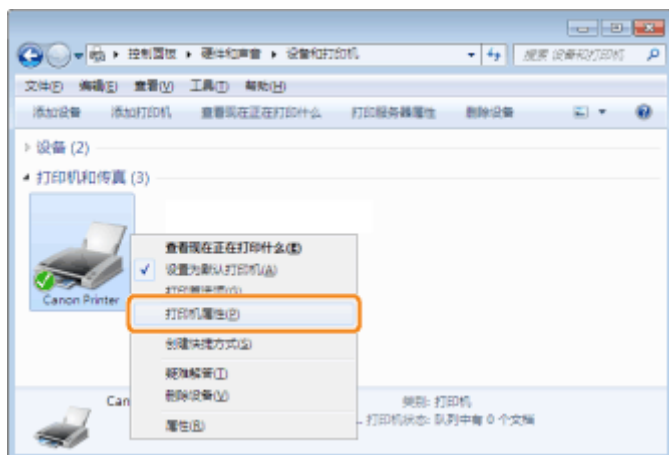 控制面板 ▸ 硬件和声音 ▸ 设备和打印机
搜索 设备和打印机
文件(F) 编辑(E) 查看(V) 工具(T) 帮助(H)
添加设备 添加打印机 查看现在正在打印什么 打印服务器属性 删除设备
设备 (2)
打印机和传真 (3)
Canon Printer
查看现在正在打印什么(E)
设置为默认打印机(A)
打印首选项(G)
打印机属性(P)
创建快捷方式(S)
疑难解答(T)
删除设备(V)
属性(R)
Can
类别: 打印机
打印机状态: 队列中有 0 个文档